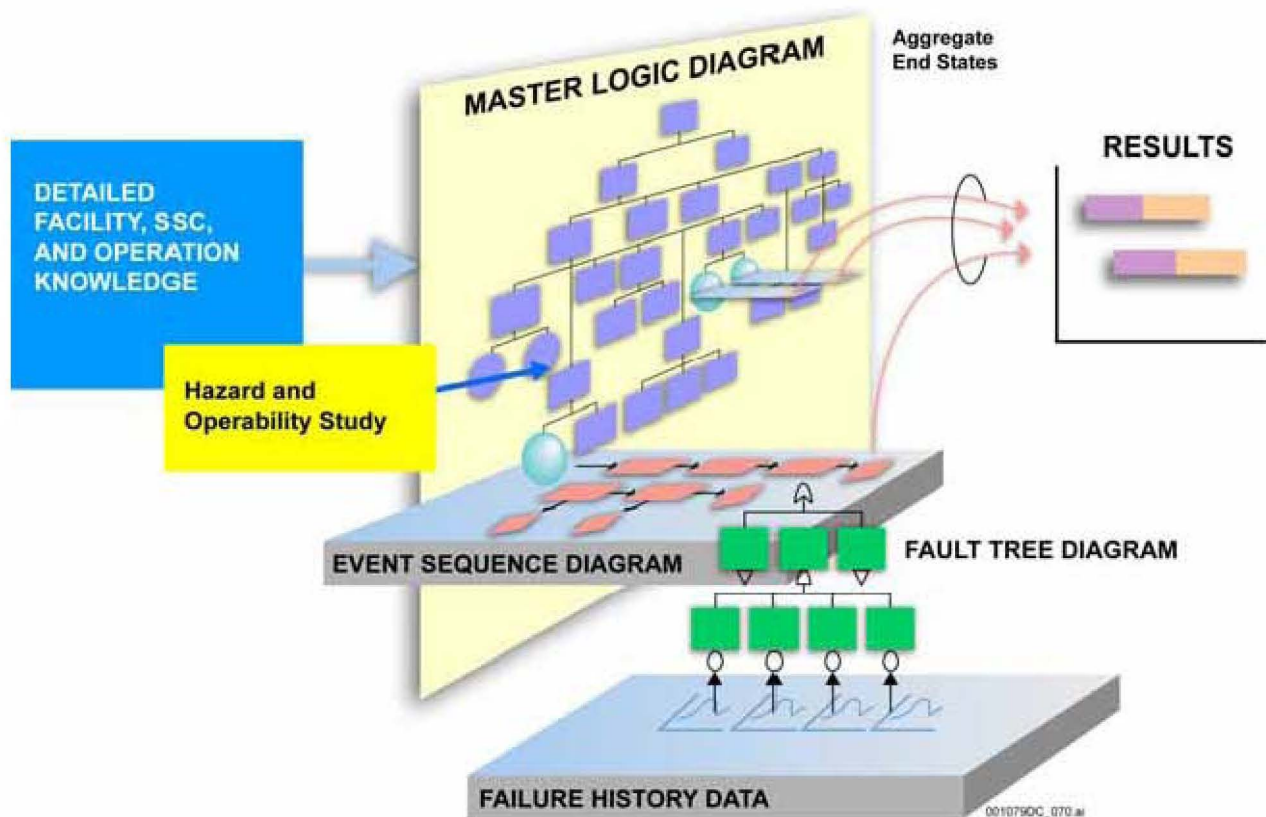 MASTER LOGIC DIAGRAM
Aggregate
End States
RESULTS
DETAILED
FACILITY, SSC,
AND OPERATION
KNOWLEDGE
Hazard and
Operability Study
EVENT SEQUENCE DIAGRAM
FAULT TREE DIAGRAM
FAILURE HISTORY DATA
001079DC_070.ai